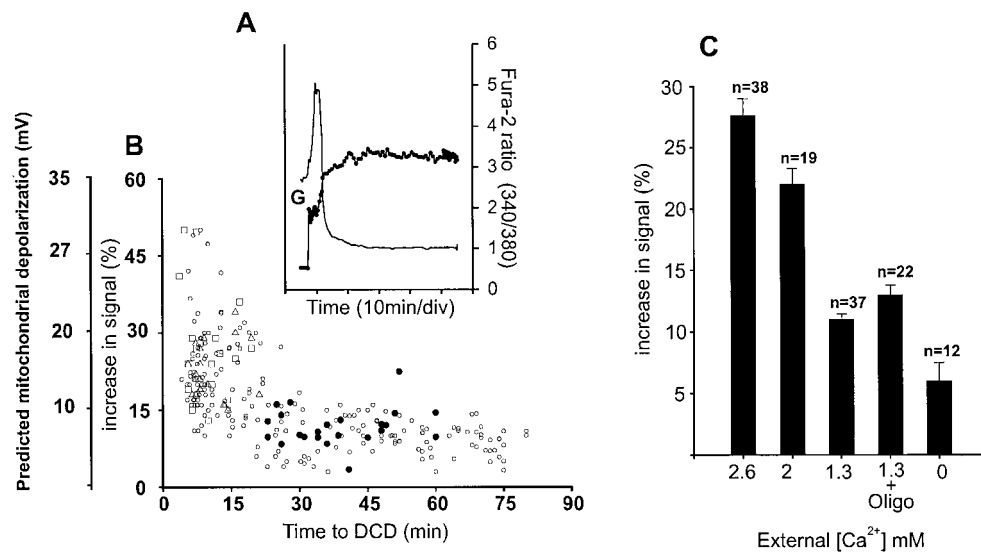 A
6
5
4
3
2
1
0
Fura-2 ratio (340/380)
G
Time (10min/div)
B
Predicted mitochondrial depolarization (mV)
35
27
20
10
increase in signal (%)
60
45
30
15
0
0 15 30 45 60 75 90
Time to DCD (min)
C
increase in signal (%)
30
25
20
15
10
5
n=38
n=19
n=37
n=22
n=12
2.6 2 1.3 1.3 0
+
Oligo
External [Ca²⁺] mM